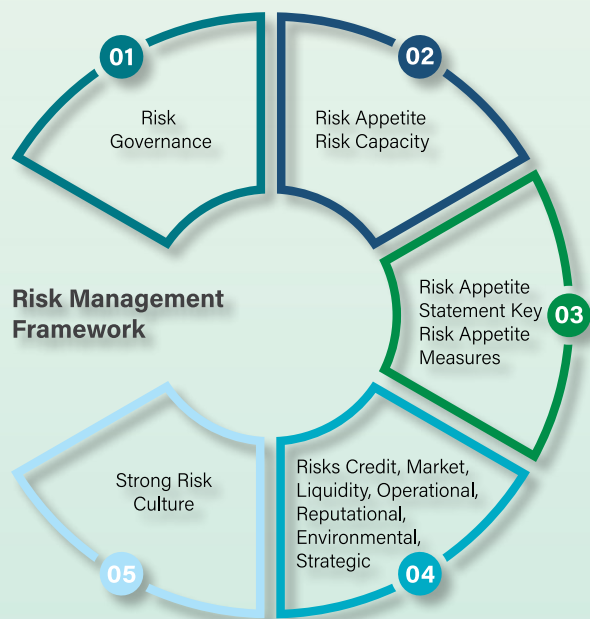 01
Risk
Governance
02
Risk Appetite
Risk Capacity
Risk Management
Framework
Risk Appetite
Statement Key
Risk Appetite
Measures
03
Risks Credit, Market,
Liquidity, Operational,
Reputational,
Environmental,
Strategic
04
Strong Risk
Culture
05